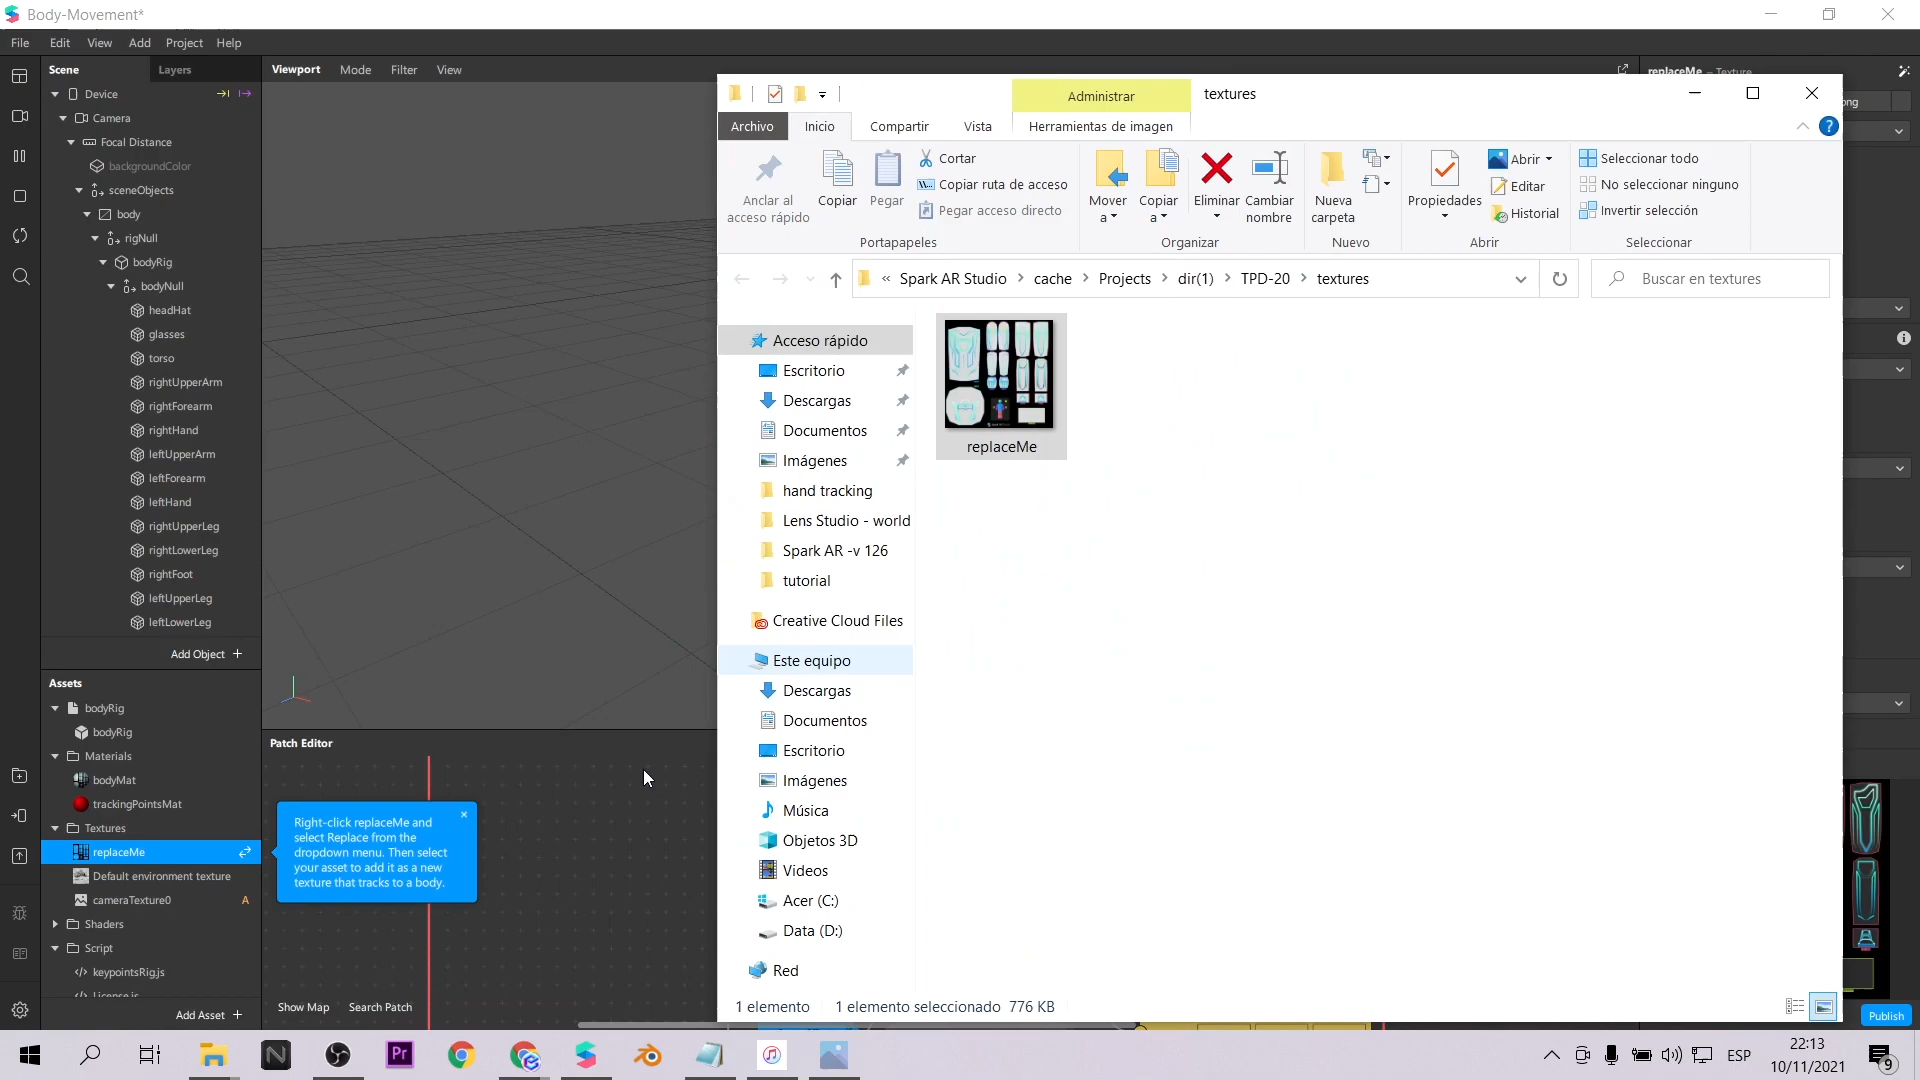 Body-Movement*
File Edit View Add Project Help
Scene Layers
Device
Camera
Focal Distance
backgroundColor
sceneObjects
body
rigNull
bodyRig
bodyNull
headHat
glasses
torso
rightUpperArm
rightForearm
rightHand
leftUpperArm
leftForearm
leftHand
rightUpperLeg
rightLowerLeg
rightFoot
leftUpperLeg
leftLowerLeg
Add Object +
Assets
bodyRig
bodyRig
Materials
bodyMat
trackingPointsMat
Textures
replaceMe
Default environment texture
cameraTexture0 A
Shaders
Script
keypointsRig.js
License.js
Add Asset +
Viewport Mode Filter View
Patch Editor
Right-click replaceMe and
select Replace from the
dropdown menu. Then select
your asset to add it as a new
texture that tracks to a body.
Show Map Search Patch
replaceMe – Texture
Administrar textures
Archivo Inicio Compartir Vista Herramientas de imagen
Anclar al
acceso rápido
Copiar
Pegar
Cortar
Copiar ruta de acceso
Pegar acceso directo
Portapapeles
Mover
a
Copiar
a
Eliminar
Cambiar
nombre
Organizar
Nueva
carpeta
Nuevo
Propiedades
Abrir
Editar
Historial
Abrir
Seleccionar todo
No seleccionar ninguno
Invertir selección
Seleccionar
« Spark AR Studio > cache > Projects > dir(1) > TPD-20 > textures
Buscar en textures
Acceso rápido
Escritorio
Descargas
Documentos
Imágenes
hand tracking
Lens Studio - world
Spark AR -v 126
tutorial
Creative Cloud Files
Este equipo
Descargas
Documentos
Escritorio
Imágenes
Música
Objetos 3D
Videos
Acer (C:)
Data (D:)
Red
replaceMe
1 elemento 1 elemento seleccionado 776 KB
Publish
ESP
22:13
10/11/2021
9